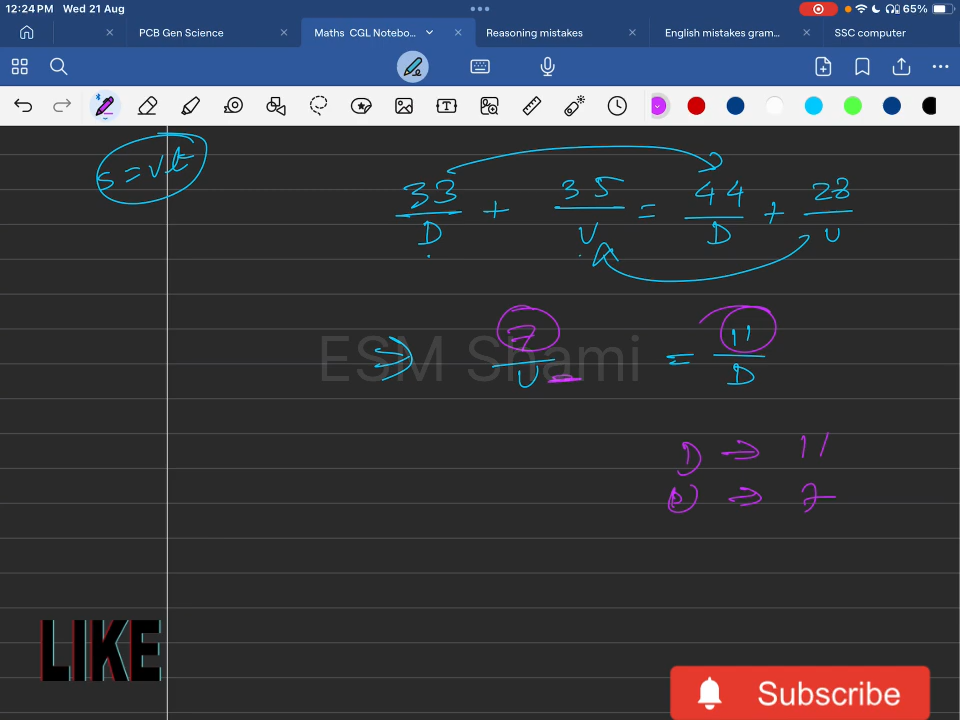 12:24 PM Wed 21 Aug
65%
PCB Gen Science
Maths CGL Notebo...
Reasoning mistakes
English mistakes gram...
SSC computer
s = vt
33/D + 35/U = 44/D + 28/U
⇒ 7/U = 11/D
ESM Shami
D ⇒ 11
U ⇒ 7
LIKE
Subscribe